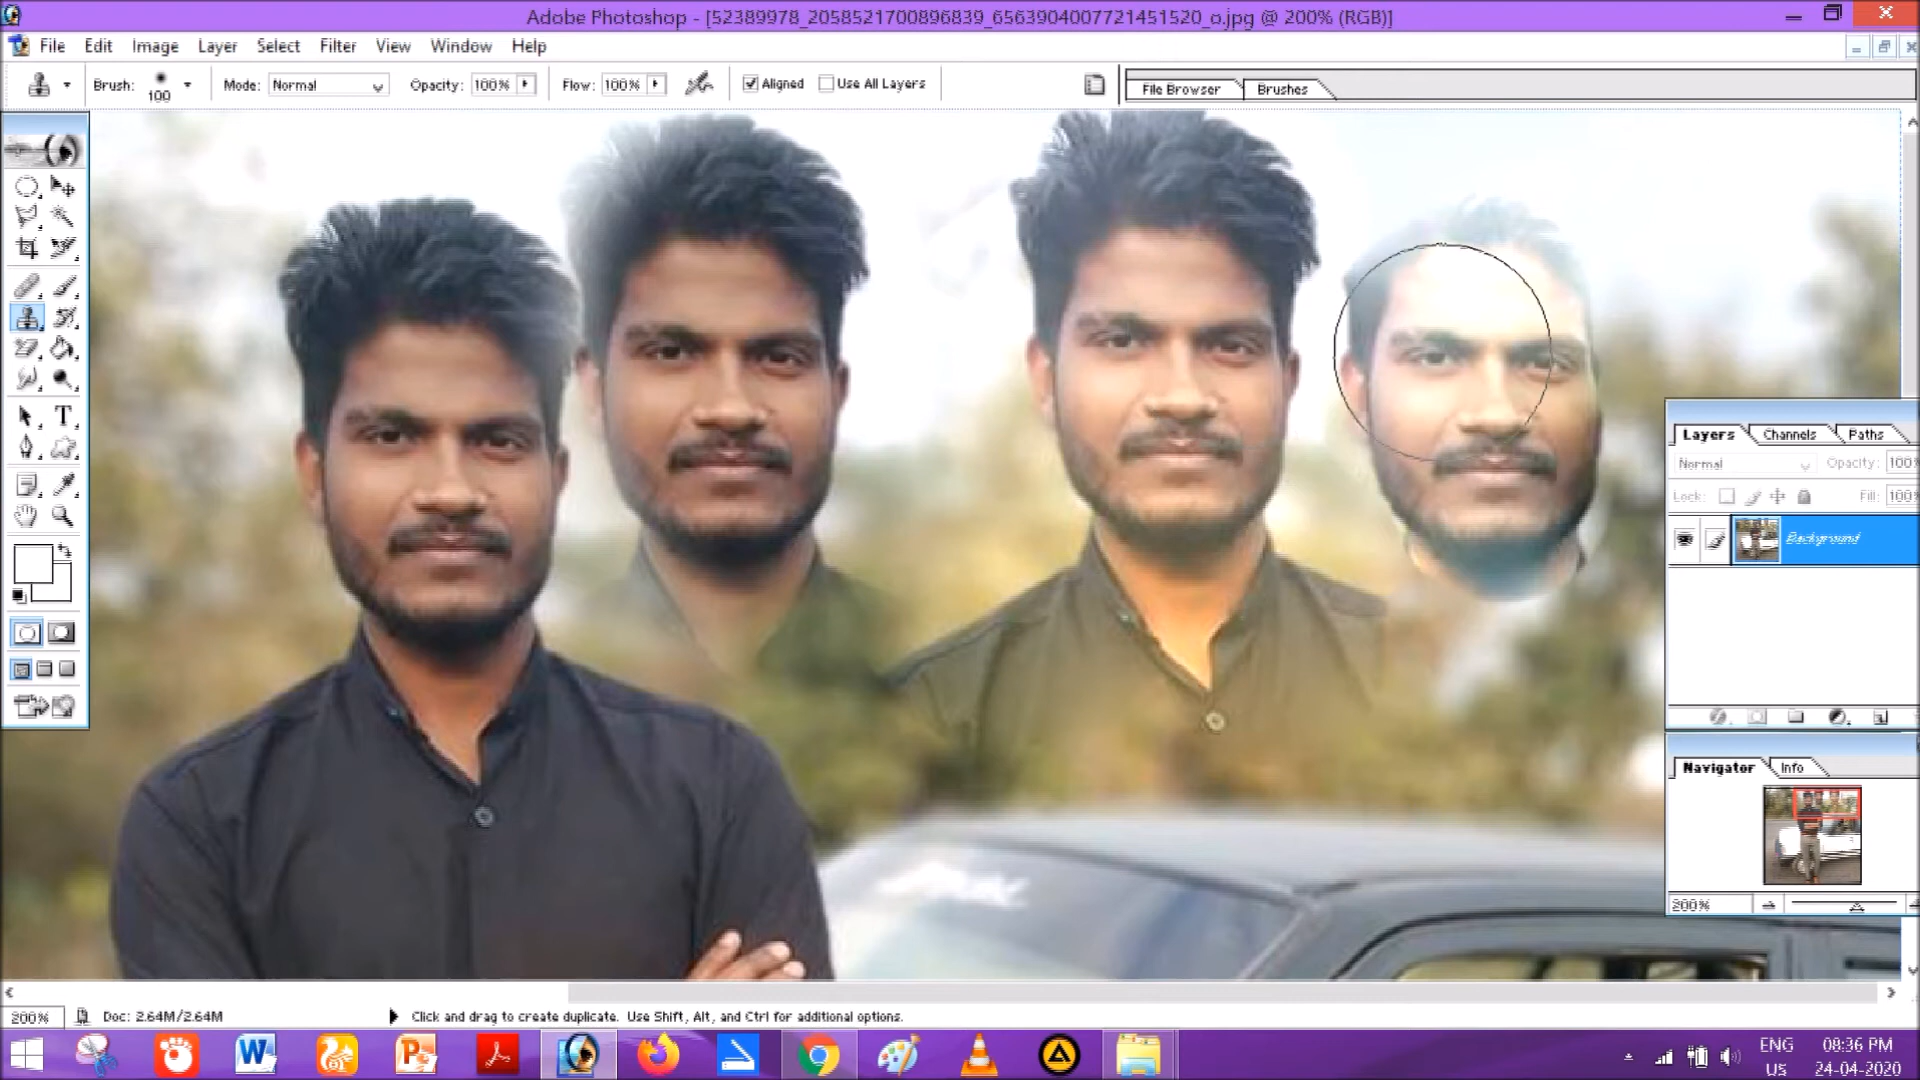 Adobe Photoshop - [52389978_2058521700896839_6563904007721451520_o.jpg @ 200% (RGB)]
File Edit Image Layer Select Filter View Window Help
Brush: 100 Mode: Normal Opacity: 100% Flow: 100% Aligned Use All Layers File Browser Brushes
T
Layers Channels Paths
Normal Opacity: 100%
Lock: Fill: 100%
Background
Navigator Info
200%
200% Doc: 2.64M/2.64M Click and drag to create duplicate. Use Shift, Alt, and Ctrl for additional options.
ENG 08:36 PM
US 24-04-2020